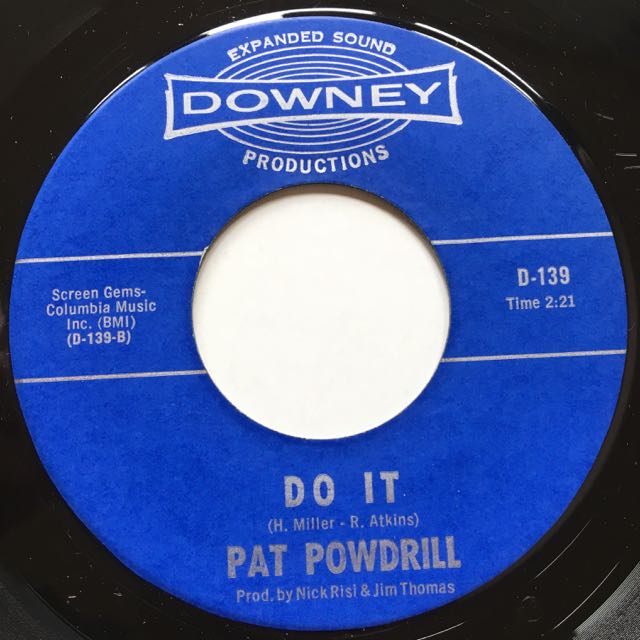 EXPANDED SOUND
DOWNEY
PRODUCTIONS
Screen Gems-
Columbia Music
Inc. (BMI)
(D-139-B)
D-139
Time 2:21
DO IT
(H. Miller - R. Atkins)
PAT POWDRILL
Prod. by Nick Risi & Jim Thomas